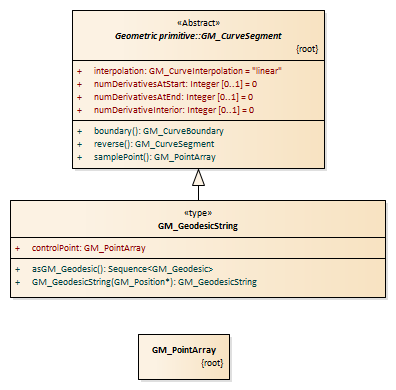 «Abstract»
Geometric primitive::GM_CurveSegment
{root}
+ interpolation: GM_CurveInterpolation = "linear"
+ numDerivativesAtStart: Integer [0..1] = 0
+ numDerivativesAtEnd: Integer [0..1] = 0
+ numDerivativeInterior: Integer [0..1] = 0
+ boundary(): GM_CurveBoundary
+ reverse(): GM_CurveSegment
+ samplePoint(): GM_PointArray
«type»
GM_GeodesicString
+ controlPoint: GM_PointArray
+ asGM_Geodesic(): Sequence<GM_Geodesic>
+ GM_GeodesicString(GM_Position*): GM_GeodesicString
GM_PointArray
{root}